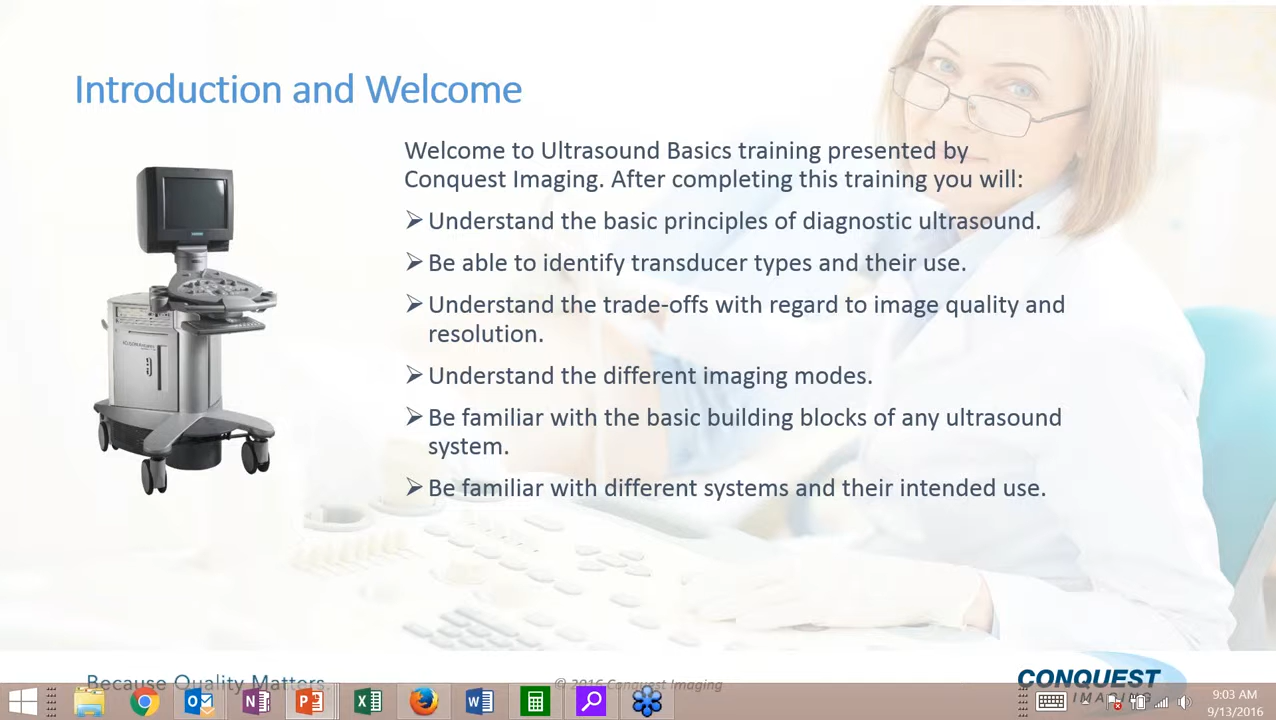 Introduction and Welcome
Welcome to Ultrasound Basics training presented by
Conquest Imaging. After completing this training you will:
Understand the basic principles of diagnostic ultrasound.
Be able to identify transducer types and their use.
Understand the trade-offs with regard to image quality and
resolution.
Understand the different imaging modes.
Be familiar with the basic building blocks of any ultrasound
system.
Be familiar with different systems and their intended use.
Because Quality Matters.
© 2016 Conquest Imaging
CONQUEST
IMAGING
9:03 AM
9/13/2016